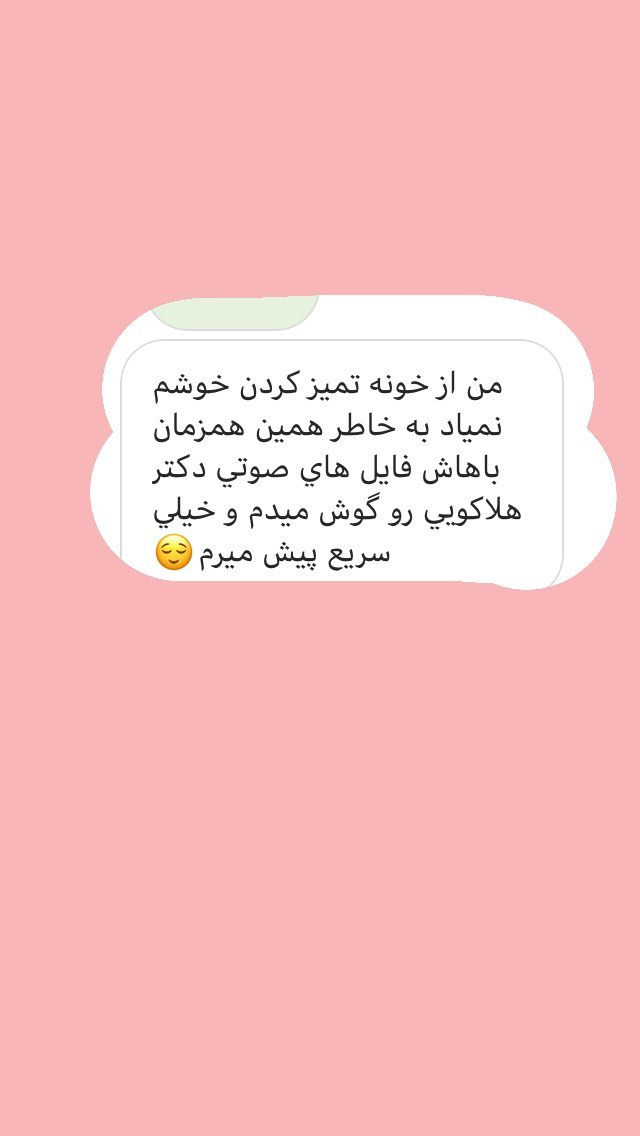 من از خونه تميز كردن خوشم
نمياد به خاطر همين همزمان
باهاش فايل هاي صوتي دكتر
هلاكويي رو گوش ميدم و خيلي
سريع پيش ميرم 😌